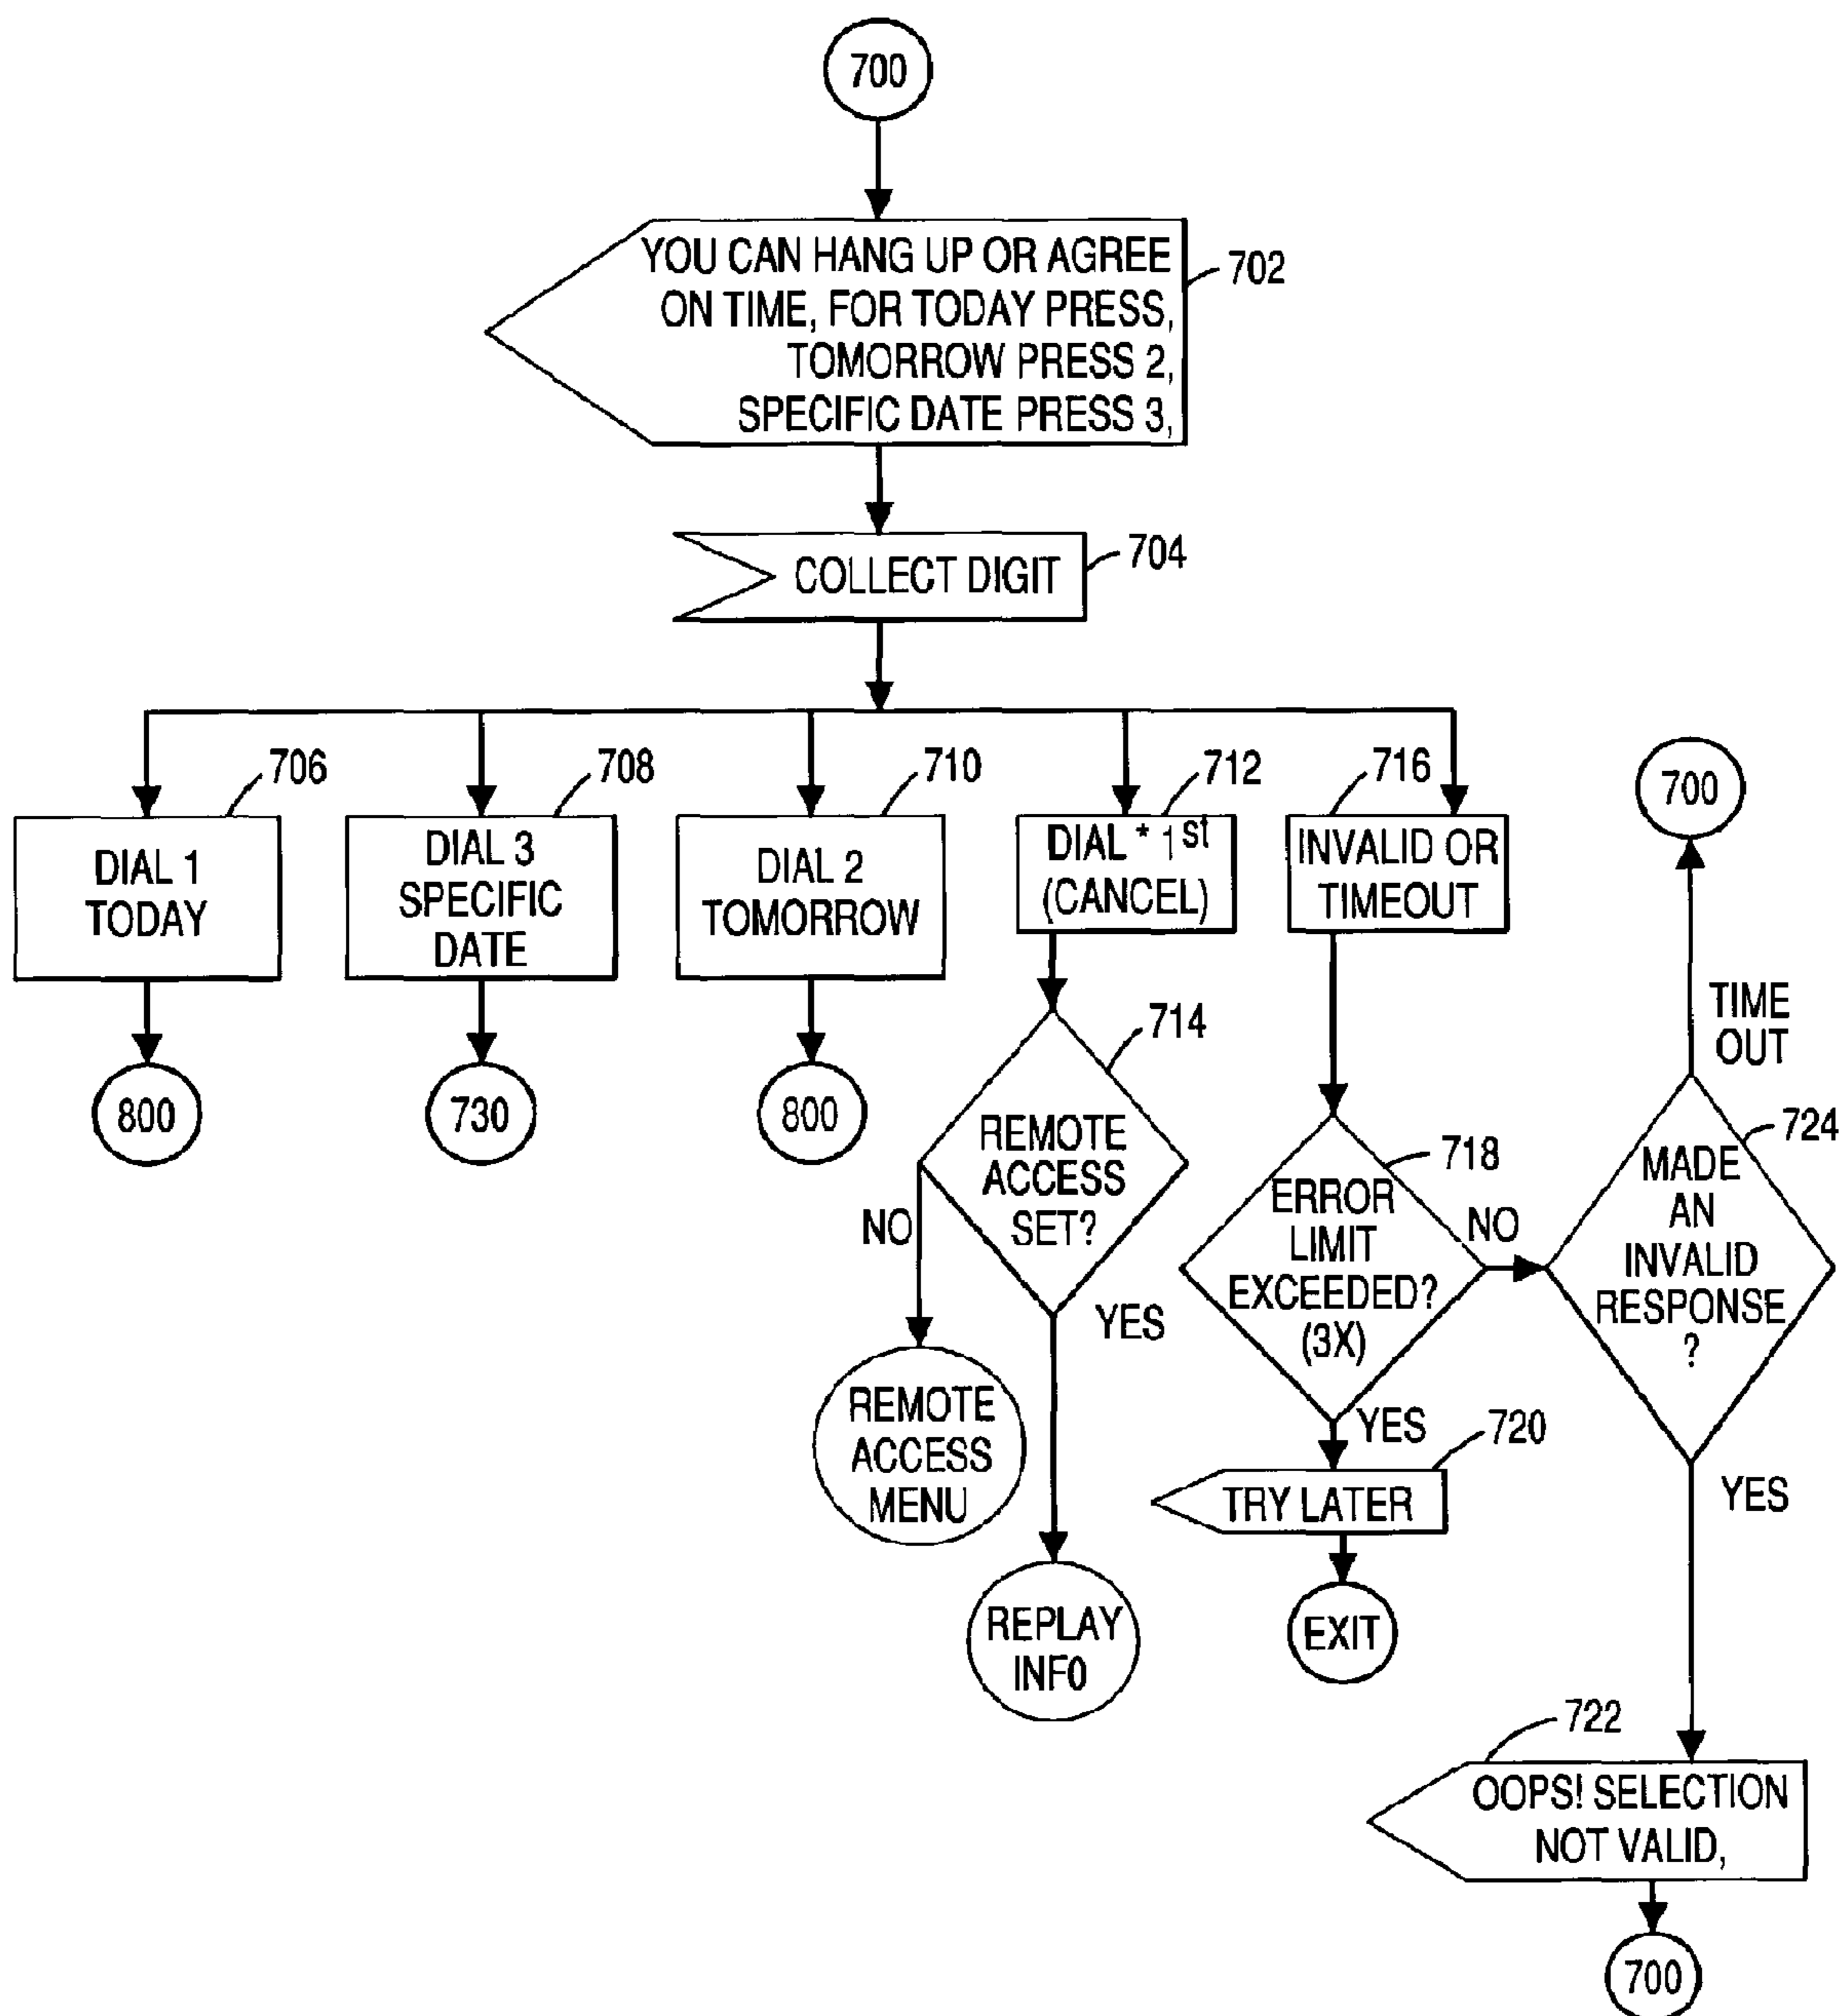 700
YOU CAN HANG UP OR AGREE
ON TIME, FOR TODAY PRESS,
TOMORROW PRESS 2,
SPECIFIC DATE PRESS 3,
702
COLLECT DIGIT
704
706
DIAL 1
TODAY
800
708
DIAL 3
SPECIFIC
DATE
730
710
DIAL 2
TOMORROW
800
712
DIAL * 1st
(CANCEL)
714
REMOTE
ACCESS
SET?
NO
REMOTE
ACCESS
MENU
YES
REPLAY
INFO
716
INVALID OR
TIMEOUT
718
ERROR
LIMIT
EXCEEDED?
(3X)
NO
YES
720
TRY LATER
EXIT
700
TIME
OUT
724
MADE
AN
INVALID
RESPONSE
?
YES
722
OOPS! SELECTION
NOT VALID,
700